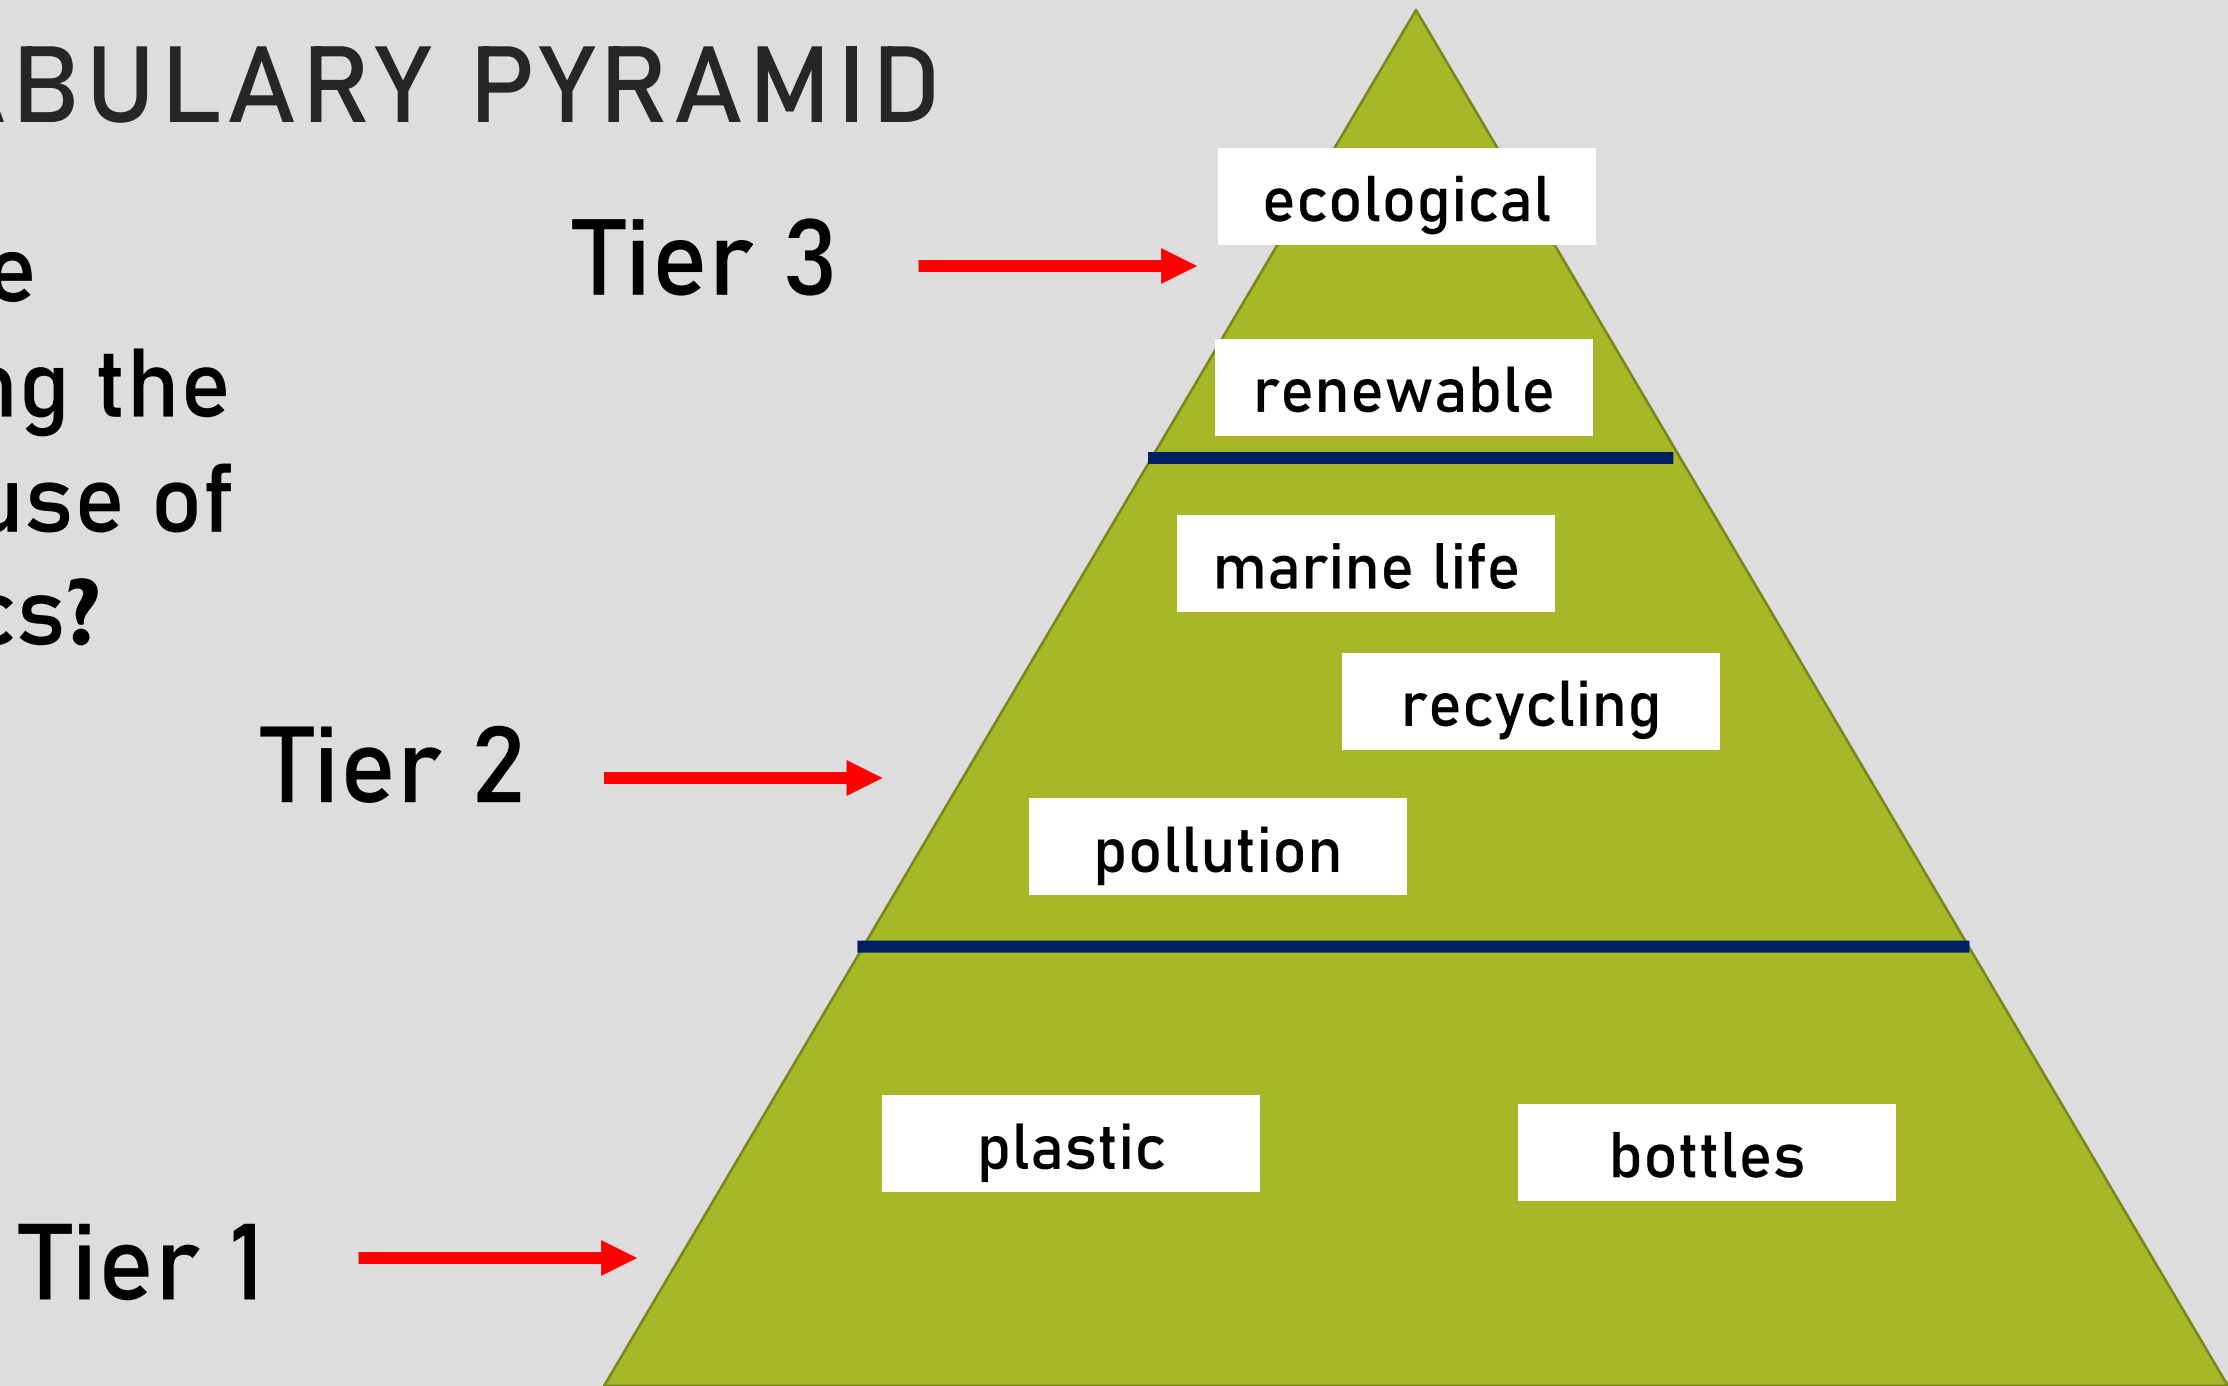 ABULARY PYRAMID
e
ng the
use of
cs?
Tier 3
ecological
renewable
Tier 2
marine life
recycling
pollution
Tier 1
plastic
bottles